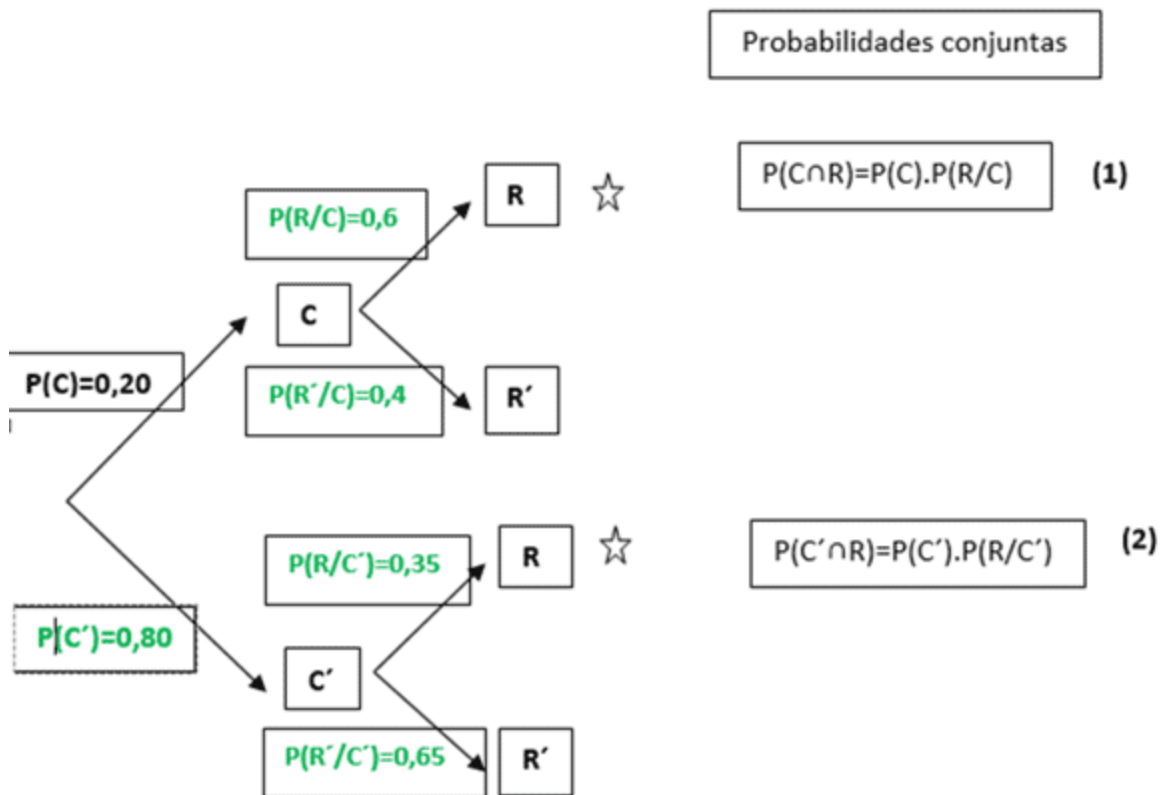 Probabilidades conjuntas
P(C∩R)=P(C).P(R/C)
(1)
R
P(R/C)=0,6
C
P(C)=0,20
P(R´/C)=0,4
R´
P(R/C´)=0,35
R
P(C´∩R)=P(C´).P(R/C´)
(2)
P(C´)=0,80
C´
P(R´/C´)=0,65
R´